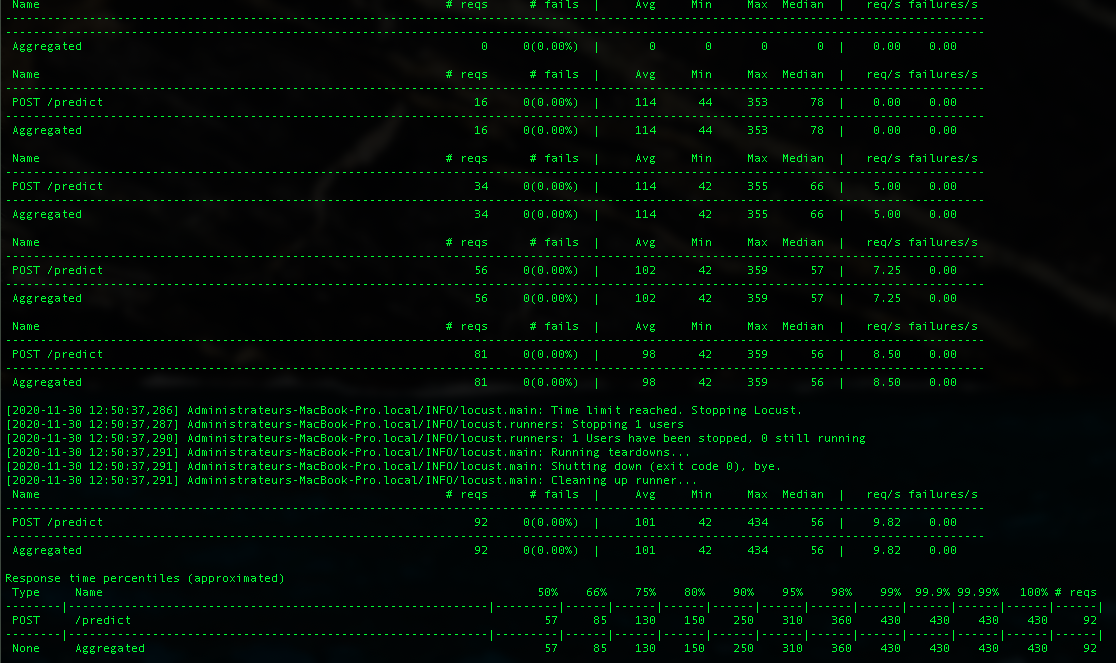 Name # reqs # fails | Avg Min Max Median | req/s failures/s
--------------------------------------------------------------------------------------------------------------------------------------------
Aggregated 0 0(0.00%) | 0 0 0 0 | 0.00 0.00
Name # reqs # fails | Avg Min Max Median | req/s failures/s
--------------------------------------------------------------------------------------------------------------------------------------------
POST /predict 16 0(0.00%) | 114 44 353 78 | 0.00 0.00
--------------------------------------------------------------------------------------------------------------------------------------------
Aggregated 16 0(0.00%) | 114 44 353 78 | 0.00 0.00
Name # reqs # fails | Avg Min Max Median | req/s failures/s
--------------------------------------------------------------------------------------------------------------------------------------------
POST /predict 34 0(0.00%) | 114 42 355 66 | 5.00 0.00
--------------------------------------------------------------------------------------------------------------------------------------------
Aggregated 34 0(0.00%) | 114 42 355 66 | 5.00 0.00
Name # reqs # fails | Avg Min Max Median | req/s failures/s
--------------------------------------------------------------------------------------------------------------------------------------------
POST /predict 56 0(0.00%) | 102 42 359 57 | 7.25 0.00
--------------------------------------------------------------------------------------------------------------------------------------------
Aggregated 56 0(0.00%) | 102 42 359 57 | 7.25 0.00
Name # reqs # fails | Avg Min Max Median | req/s failures/s
--------------------------------------------------------------------------------------------------------------------------------------------
POST /predict 81 0(0.00%) | 98 42 359 56 | 8.50 0.00
--------------------------------------------------------------------------------------------------------------------------------------------
Aggregated 81 0(0.00%) | 98 42 359 56 | 8.50 0.00
[2020-11-30 12:50:37,286] Administrateurs-MacBook-Pro.local/INFO/locust.main: Time limit reached. Stopping Locust.
[2020-11-30 12:50:37,287] Administrateurs-MacBook-Pro.local/INFO/locust.runners: Stopping 1 users
[2020-11-30 12:50:37,290] Administrateurs-MacBook-Pro.local/INFO/locust.runners: 1 Users have been stopped, 0 still running
[2020-11-30 12:50:37,291] Administrateurs-MacBook-Pro.local/INFO/locust.main: Running teardowns...
[2020-11-30 12:50:37,291] Administrateurs-MacBook-Pro.local/INFO/locust.main: Shutting down (exit code 0), bye.
[2020-11-30 12:50:37,291] Administrateurs-MacBook-Pro.local/INFO/locust.main: Cleaning up runner...
Name # reqs # fails | Avg Min Max Median | req/s failures/s
--------------------------------------------------------------------------------------------------------------------------------------------
POST /predict 92 0(0.00%) | 101 42 434 56 | 9.82 0.00
--------------------------------------------------------------------------------------------------------------------------------------------
Aggregated 92 0(0.00%) | 101 42 434 56 | 9.82 0.00
Response time percentiles (approximated)
Type Name 50% 66% 75% 80% 90% 95% 98% 99% 99.9% 99.99% 100% # reqs
--------|------------------------------------------------------------|---------|------|------|------|------|------|------|------|------|------|------|------|
POST /predict 57 85 130 150 250 310 360 430 430 430 430 92
--------|------------------------------------------------------------|---------|------|------|------|------|------|------|------|------|------|------|------|
None Aggregated 57 85 130 150 250 310 360 430 430 430 430 92